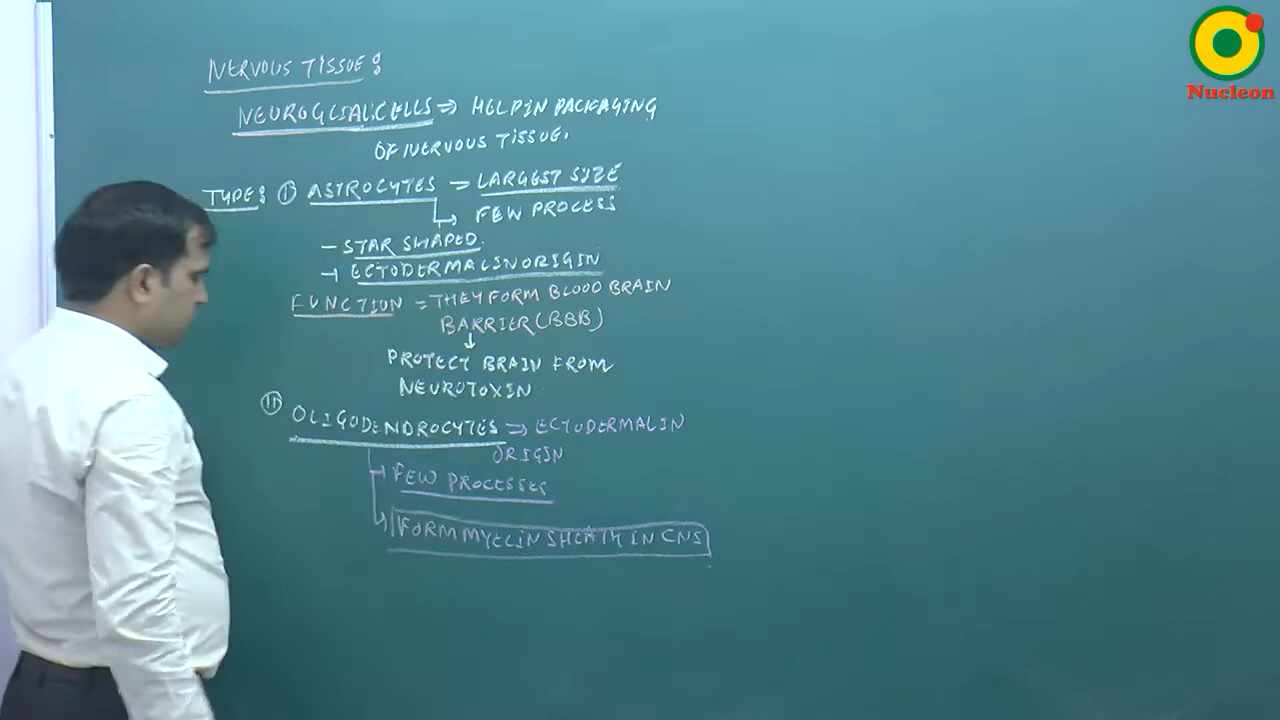 NERVOUS TISSUE:
NEUROGLIAL CELLS ⇒ HELP IN PACKAGING
OF NERVOUS TISSUE.
TYPE: (i) ASTROCYTES = LARGEST SIZE
↳ FEW PROCESS
- STAR SHAPED.
→ ECTODERMAL IN ORIGIN
FUNCTION = THEY FORM BLOOD BRAIN
BARRIER (BBB)
↓
PROTECT BRAIN FROM
NEUROTOXIN
(ii) OLIGODENDROCYTES ⇒ ECTODERMAL IN
ORIGIN
→ FEW PROCESSES
↳ FORM MYELIN SHEATH IN CNS
Nucleon